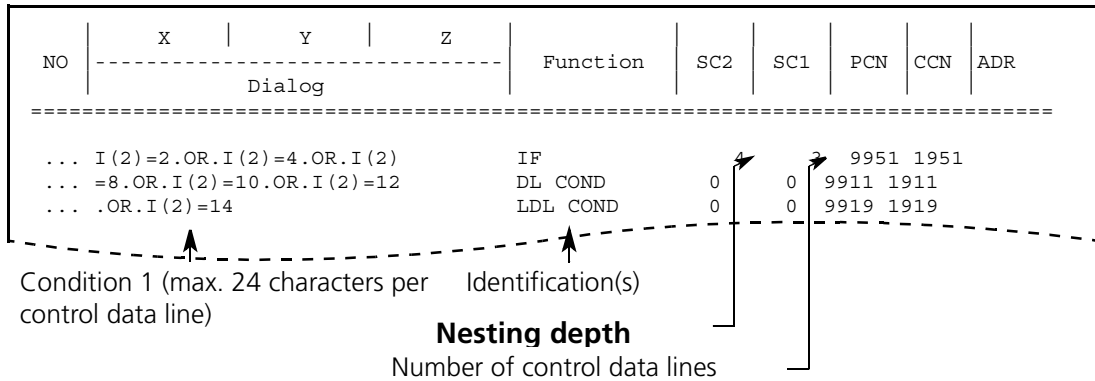 X | Y | Z
NO |--------------------------------| Function | SC2 | SC1 | PCN |CCN |ADR
Dialog
================================================================================
... I(2)=2.OR.I(2)=4.OR.I(2) IF 4 3 9951 1951
... =8.OR.I(2)=10.OR.I(2)=12 DL COND 0 0 9911 1911
... .OR.I(2)=14 LDL COND 0 0 9919 1919
Condition 1 (max. 24 characters per Identification(s)
control data line)
Nesting depth
Number of control data lines